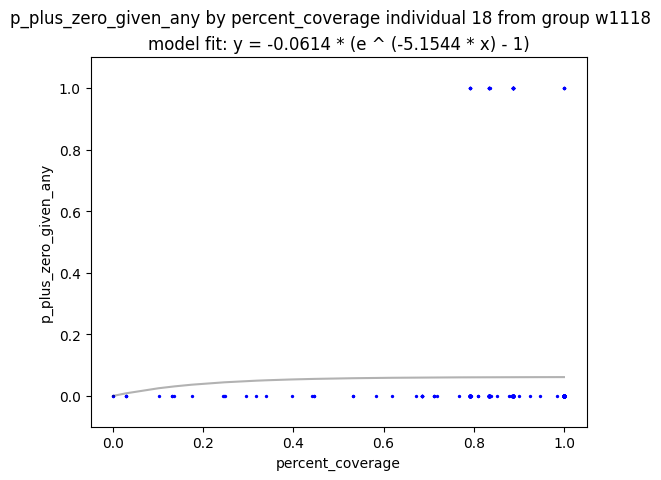 p_plus_zero_given_any by percent_coverage individual 18 from group w1118
model fit: y = -0.0614 * (e ^ (-5.1544 * x) - 1)
1.0
0.8
0.6
0.4
0.2
0.0
p_plus_zero_given_any
0.0 0.2 0.4 0.6 0.8 1.0
percent_coverage